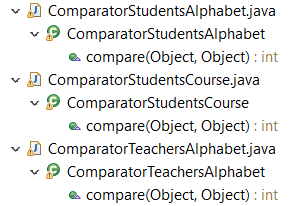 ComparatorStudentsAlphabet.java
ComparatorStudentsAlphabet
compare(Object, Object) : int
ComparatorStudentsCourse.java
ComparatorStudentsCourse
compare(Object, Object) : int
ComparatorTeachersAlphabet.java
ComparatorTeachersAlphabet
compare(Object, Object) : int